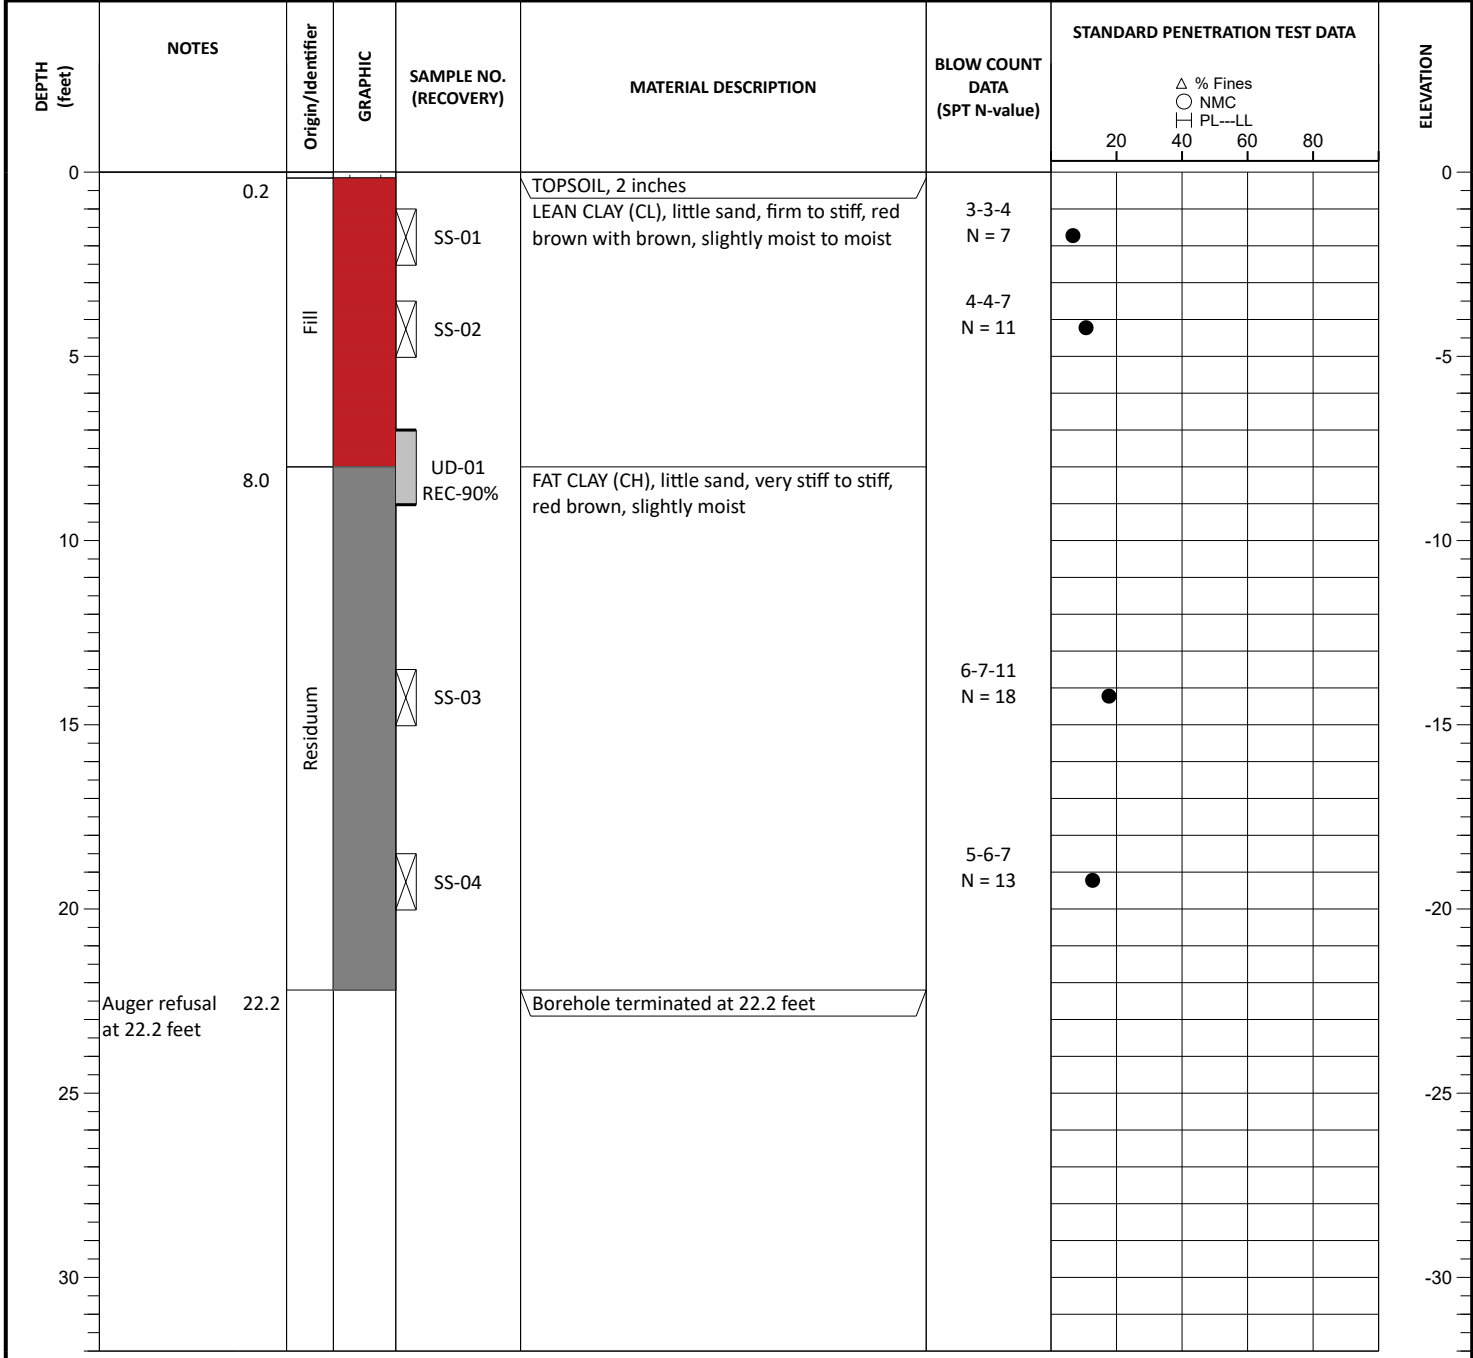 DEPTH
(feet)
NOTES
Origin/Identifier
GRAPHIC
SAMPLE NO.
(RECOVERY)
MATERIAL DESCRIPTION
BLOW COUNT
DATA
(SPT N-value)
STANDARD PENETRATION TEST DATA
△ % Fines
○ NMC
PL---LL
20 40 60 80
ELEVATION
0
0
0.2
TOPSOIL, 2 inches
LEAN CLAY (CL), little sand, firm to stiff, red
brown with brown, slightly moist to moist
SS-01
3-3-4
N = 7
Fill
SS-02
4-4-7
N = 11
5
-5
8.0
UD-01
REC-90%
FAT CLAY (CH), little sand, very stiff to stiff,
red brown, slightly moist
10
-10
Residuum
SS-03
6-7-11
N = 18
15
-15
SS-04
5-6-7
N = 13
20
-20
Auger refusal
at 22.2 feet
22.2
Borehole terminated at 22.2 feet
25
-25
30
-30